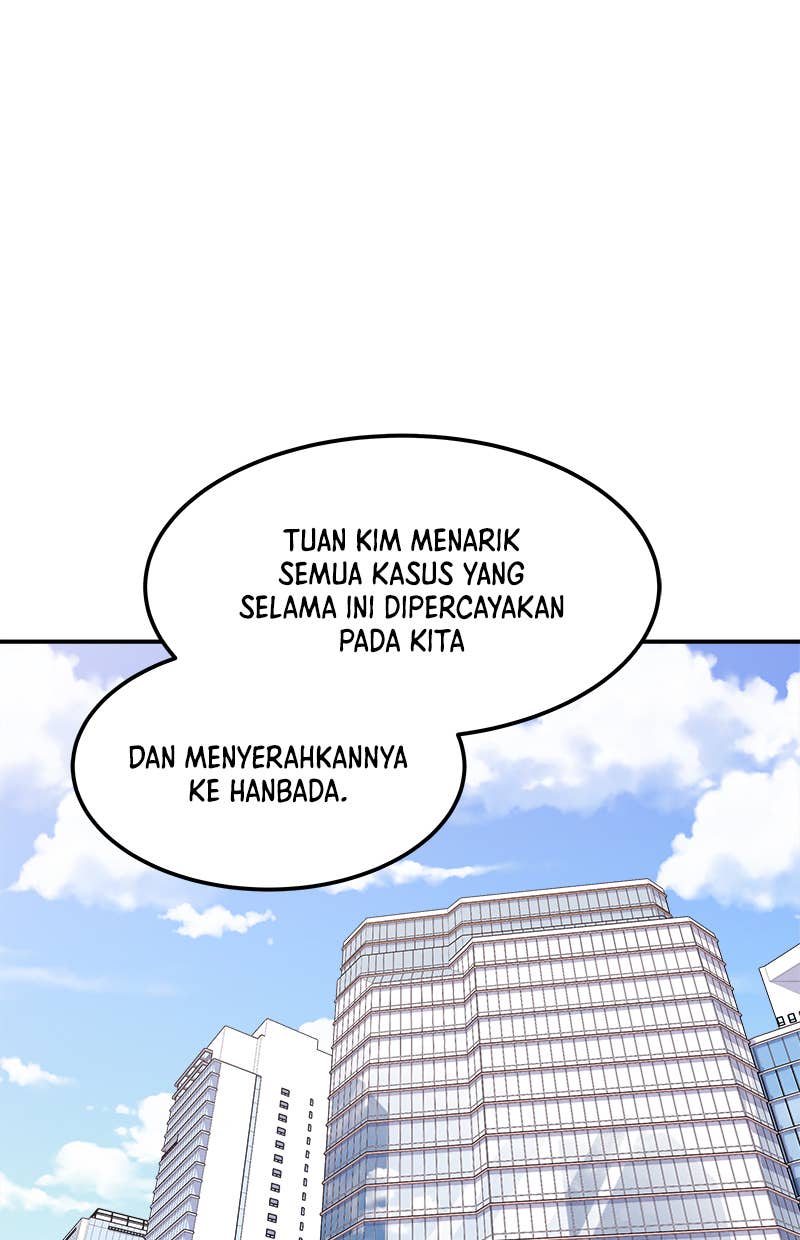 TUAN KIM MENARIK
SEMUA KASUS YANG
SELAMA INI DIPERCAYAKAN
PADA KITA
DAN MENYERAHKANNYA
KE HANBADA.